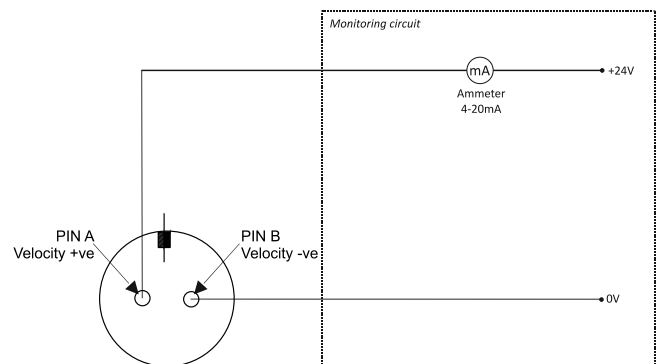 Monitoring circuit
mA
+24V
Ammeter
4-20mA
PIN A
Velocity +ve
PIN B
Velocity -ve
0V